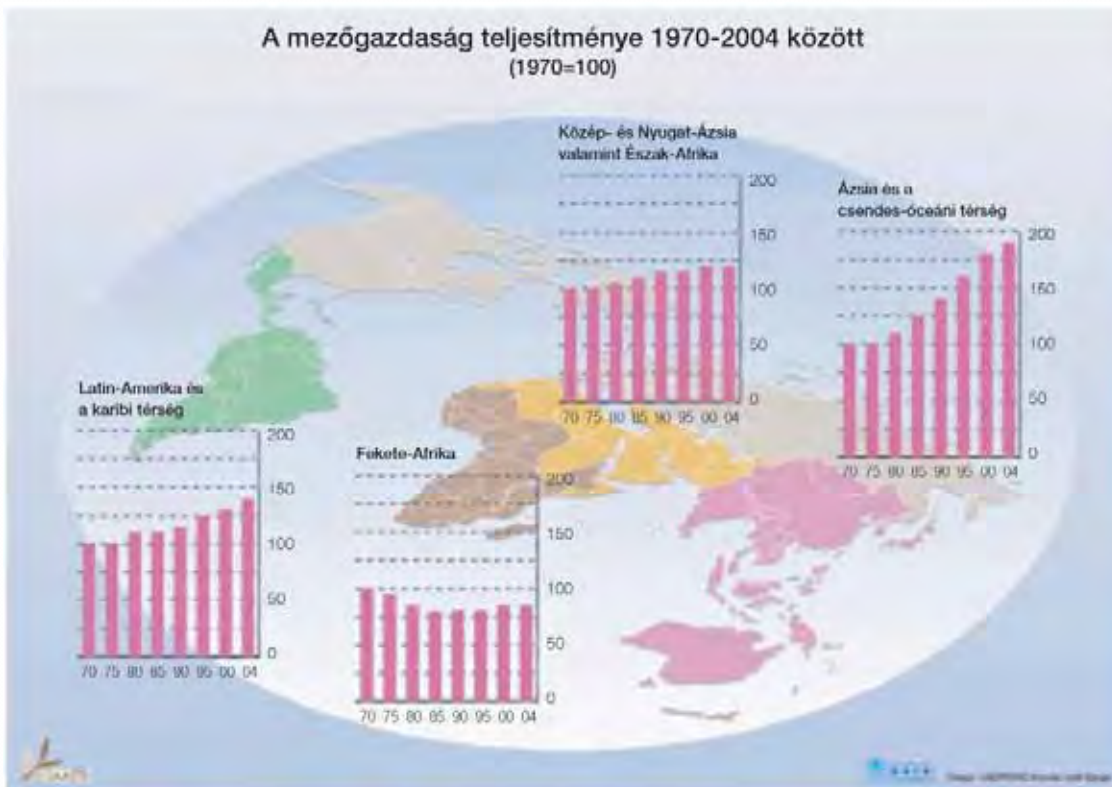 A mezőgazdaság teljesítménye 1970-2004 között
(1970=100)
Közép- és Nyugat-Ázsia
valamint Észak-Afrika
200
150
100
50
0
70 75 80 85 90 95 00 04
Ázsia és a
csendes-óceáni térség
200
150
100
50
0
70 75 80 85 90 95 00 04
Latin-Amerika és
a karibi térség
200
150
100
50
0
70 75 80 85 90 95 00 04
Fekete-Afrika
200
150
100
50
0
70 75 80 85 90 95 00 04